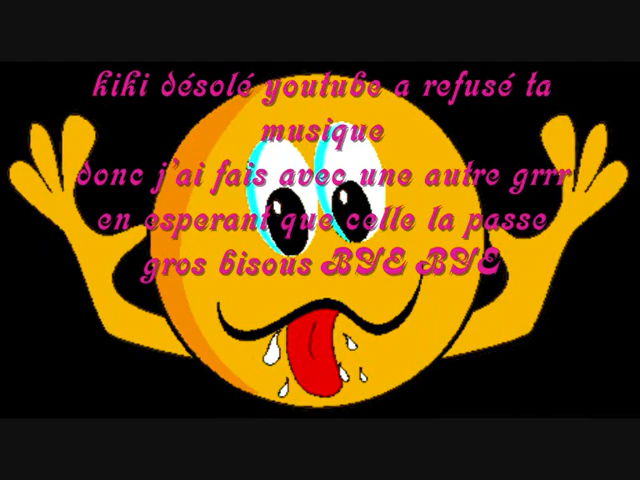 kiki désolé youtube a refusé ta
musique
donc j'ai fais avec une autre grrr
en esperant que celle la passe
gros bisous BYE BYE